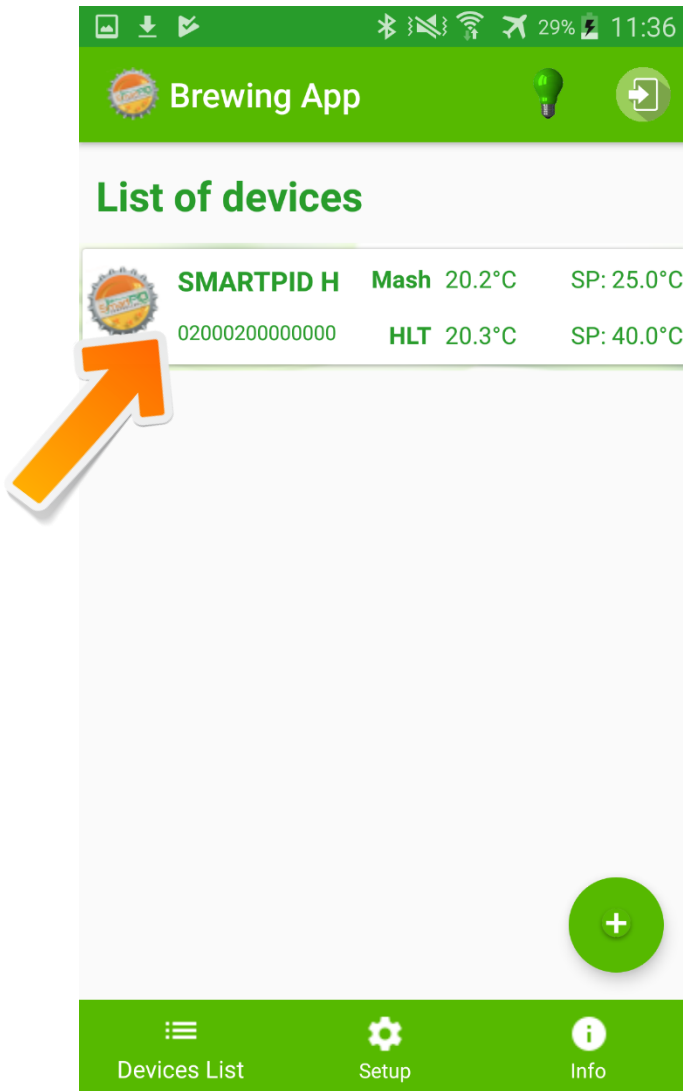 29% 11:36
Brewing App
List of devices
SMARTPID H Mash 20.2°C SP: 25.0°C
02000200000000 HLT 20.3°C SP: 40.0°C
+
Devices List Setup Info